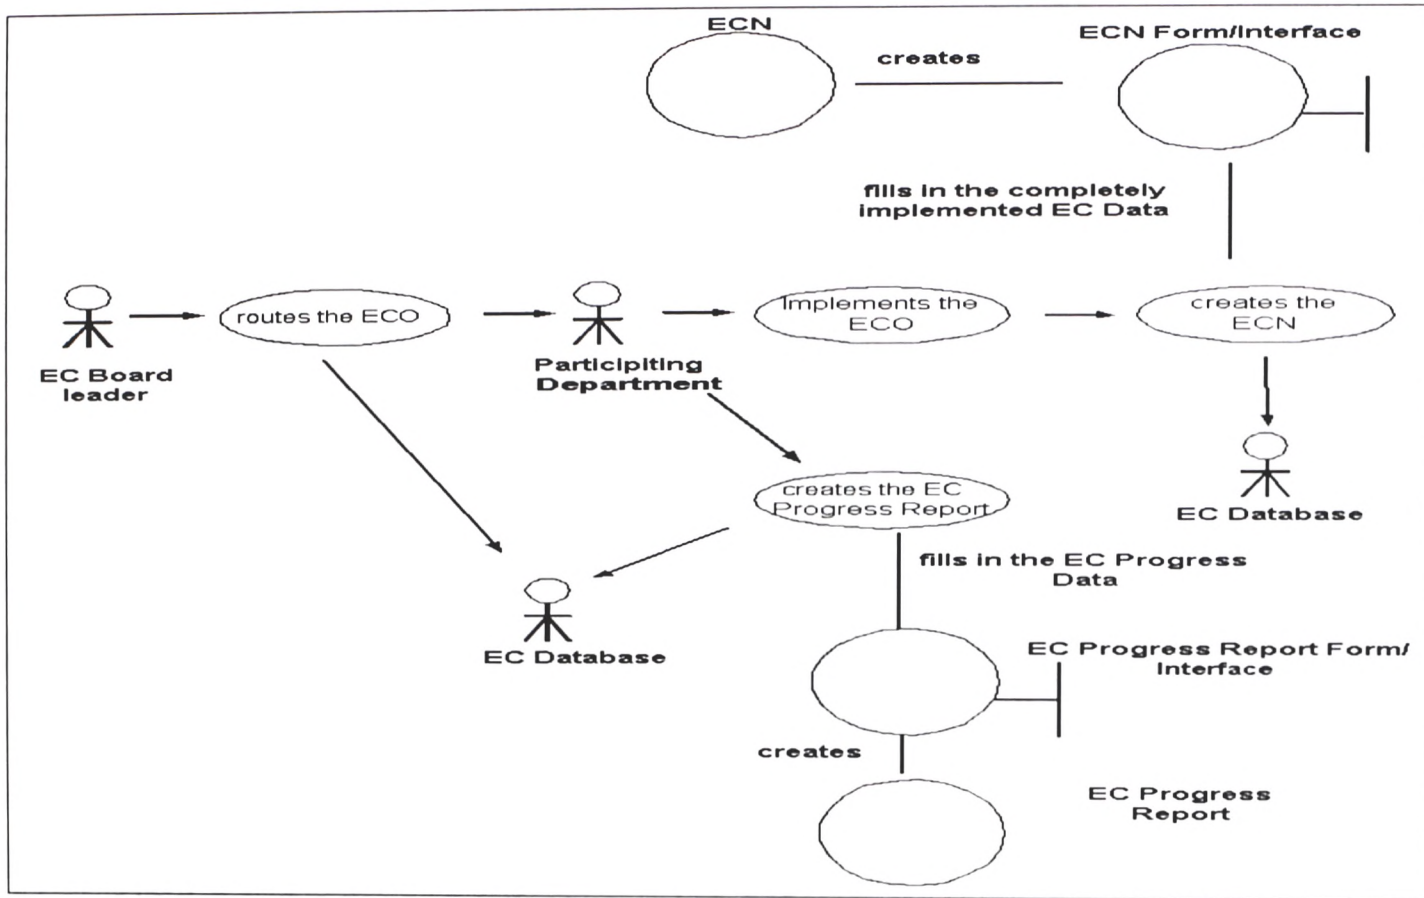 ECN
creates
ECN Form/Interface
fills in the completely
implemented EC Data
EC Board
leader
routes the ECO
Participiting
Department
Implements the
ECO
creates the
ECN
EC Database
creates the EC
Progress Report
EC Database
fills in the EC Progress
Data
EC Progress Report Form/
Interface
creates
EC Progress
Report